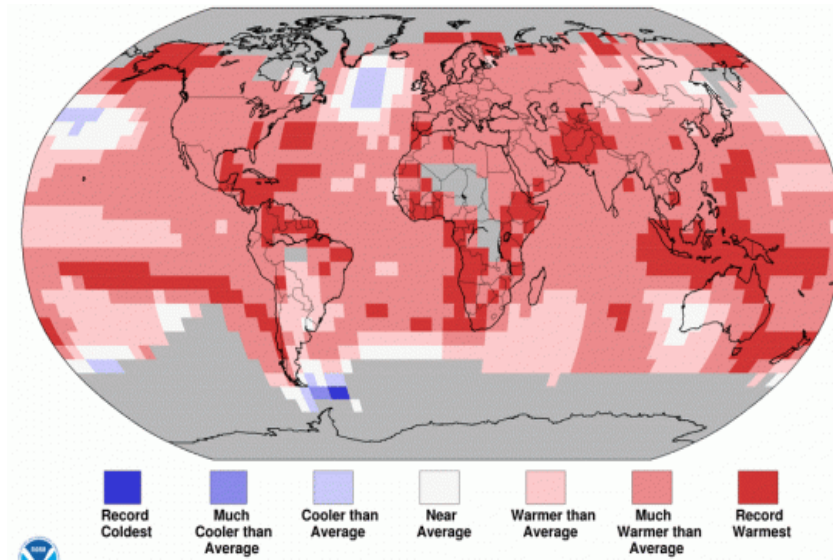 Record Coldest
Much Cooler than Average
Cooler than Average
Near Average
Warmer than Average
Much Warmer than Average
Record Warmest